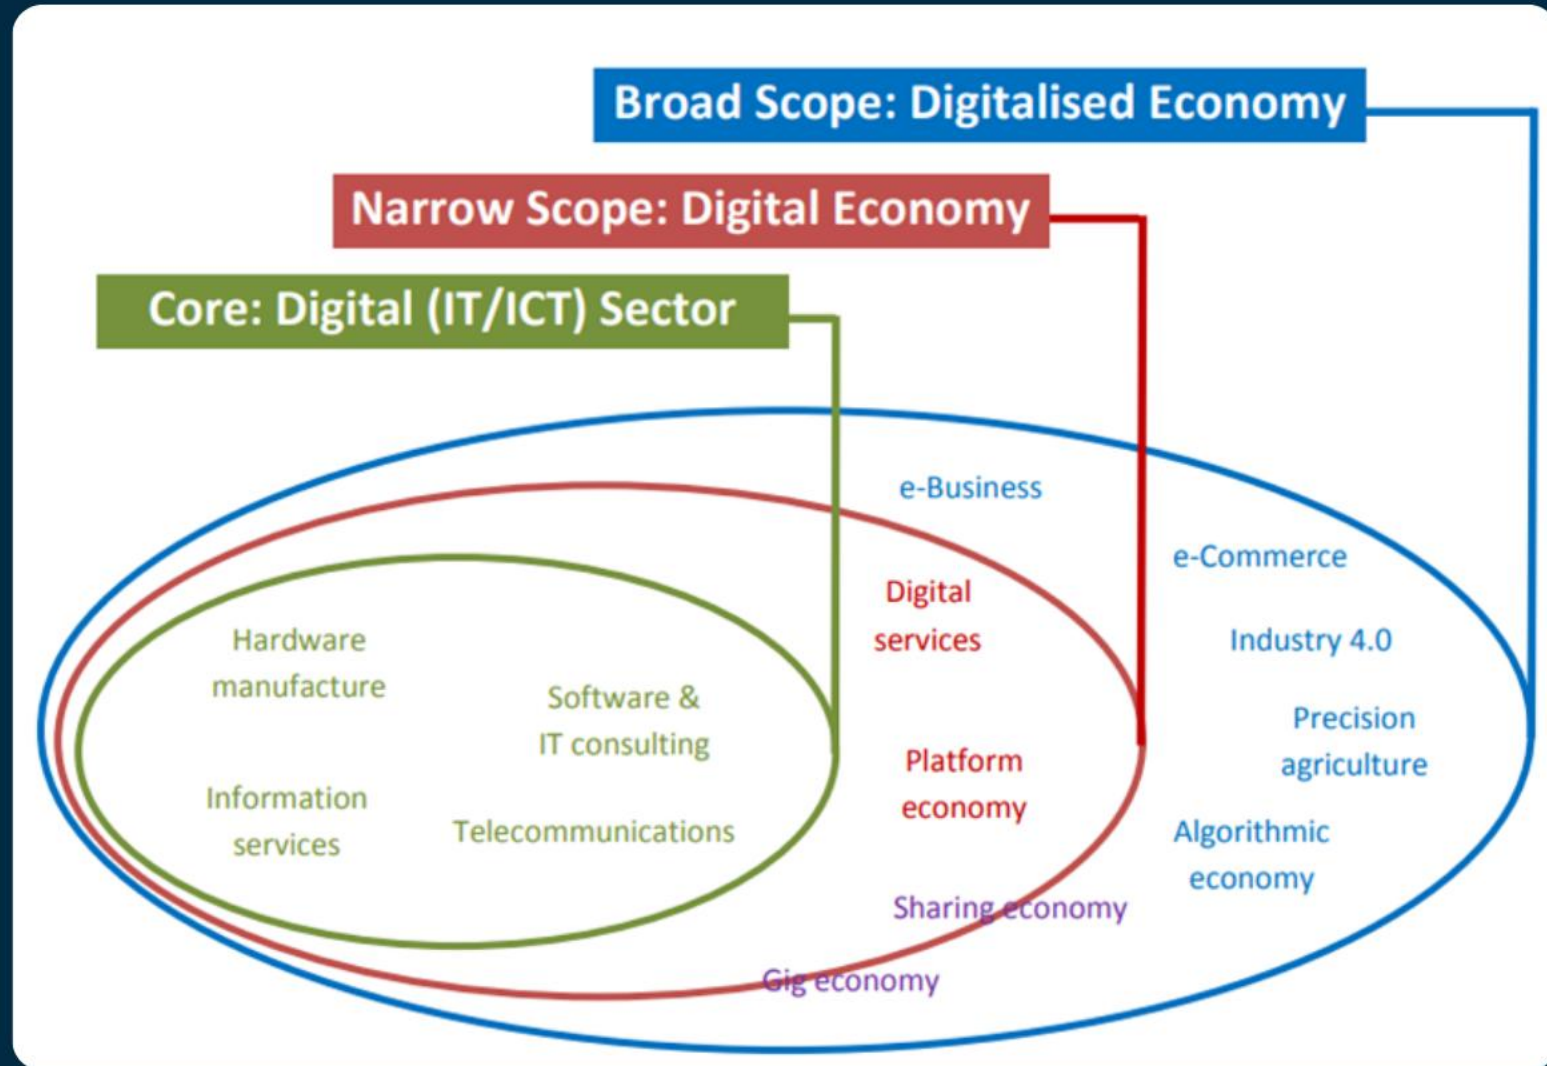 Broad Scope: Digitalised Economy
Narrow Scope: Digital Economy
Core: Digital (IT/ICT) Sector
e-Business
e-Commerce
Digital
services
Industry 4.0
Hardware
manufacture
Software &
IT consulting
Precision
agriculture
Platform
economy
Information
services
Telecommunications
Algorithmic
economy
Sharing economy
Gig economy